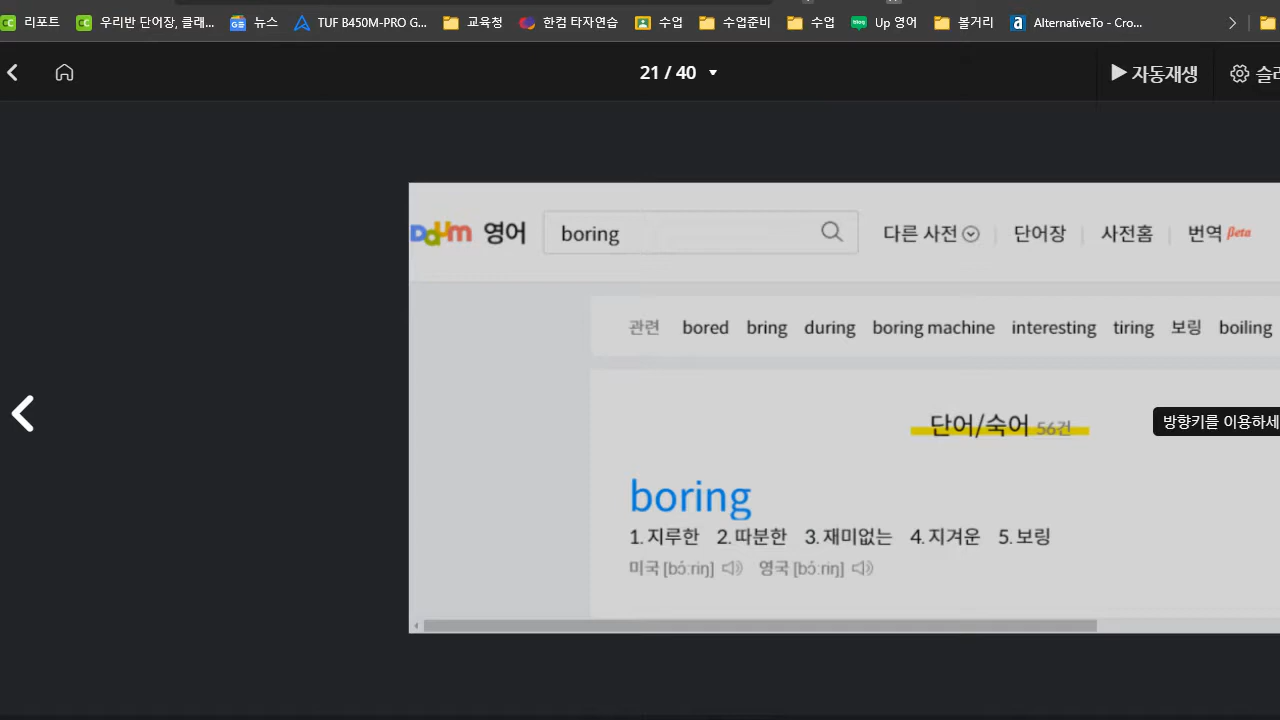 리포트 우리반 단어장, 클래... 뉴스 TUF B450M-PRO G... 교육청 한컴 타자연습 수업 수업준비 수업 Up 영어 볼거리 AlternativeTo - Cro...
21 / 40 자동재생 슬라
Daum 영어 boring 다른 사전 단어장 사전홈 번역 Beta
관련 bored bring during boring machine interesting tiring 보링 boiling
단어/숙어 56건
방향키를 이용하세
boring
1. 지루한 2. 따분한 3. 재미없는 4. 지겨운 5. 보링
미국 [bɔ́ːriŋ] 영국 [bɔ́ːriŋ]